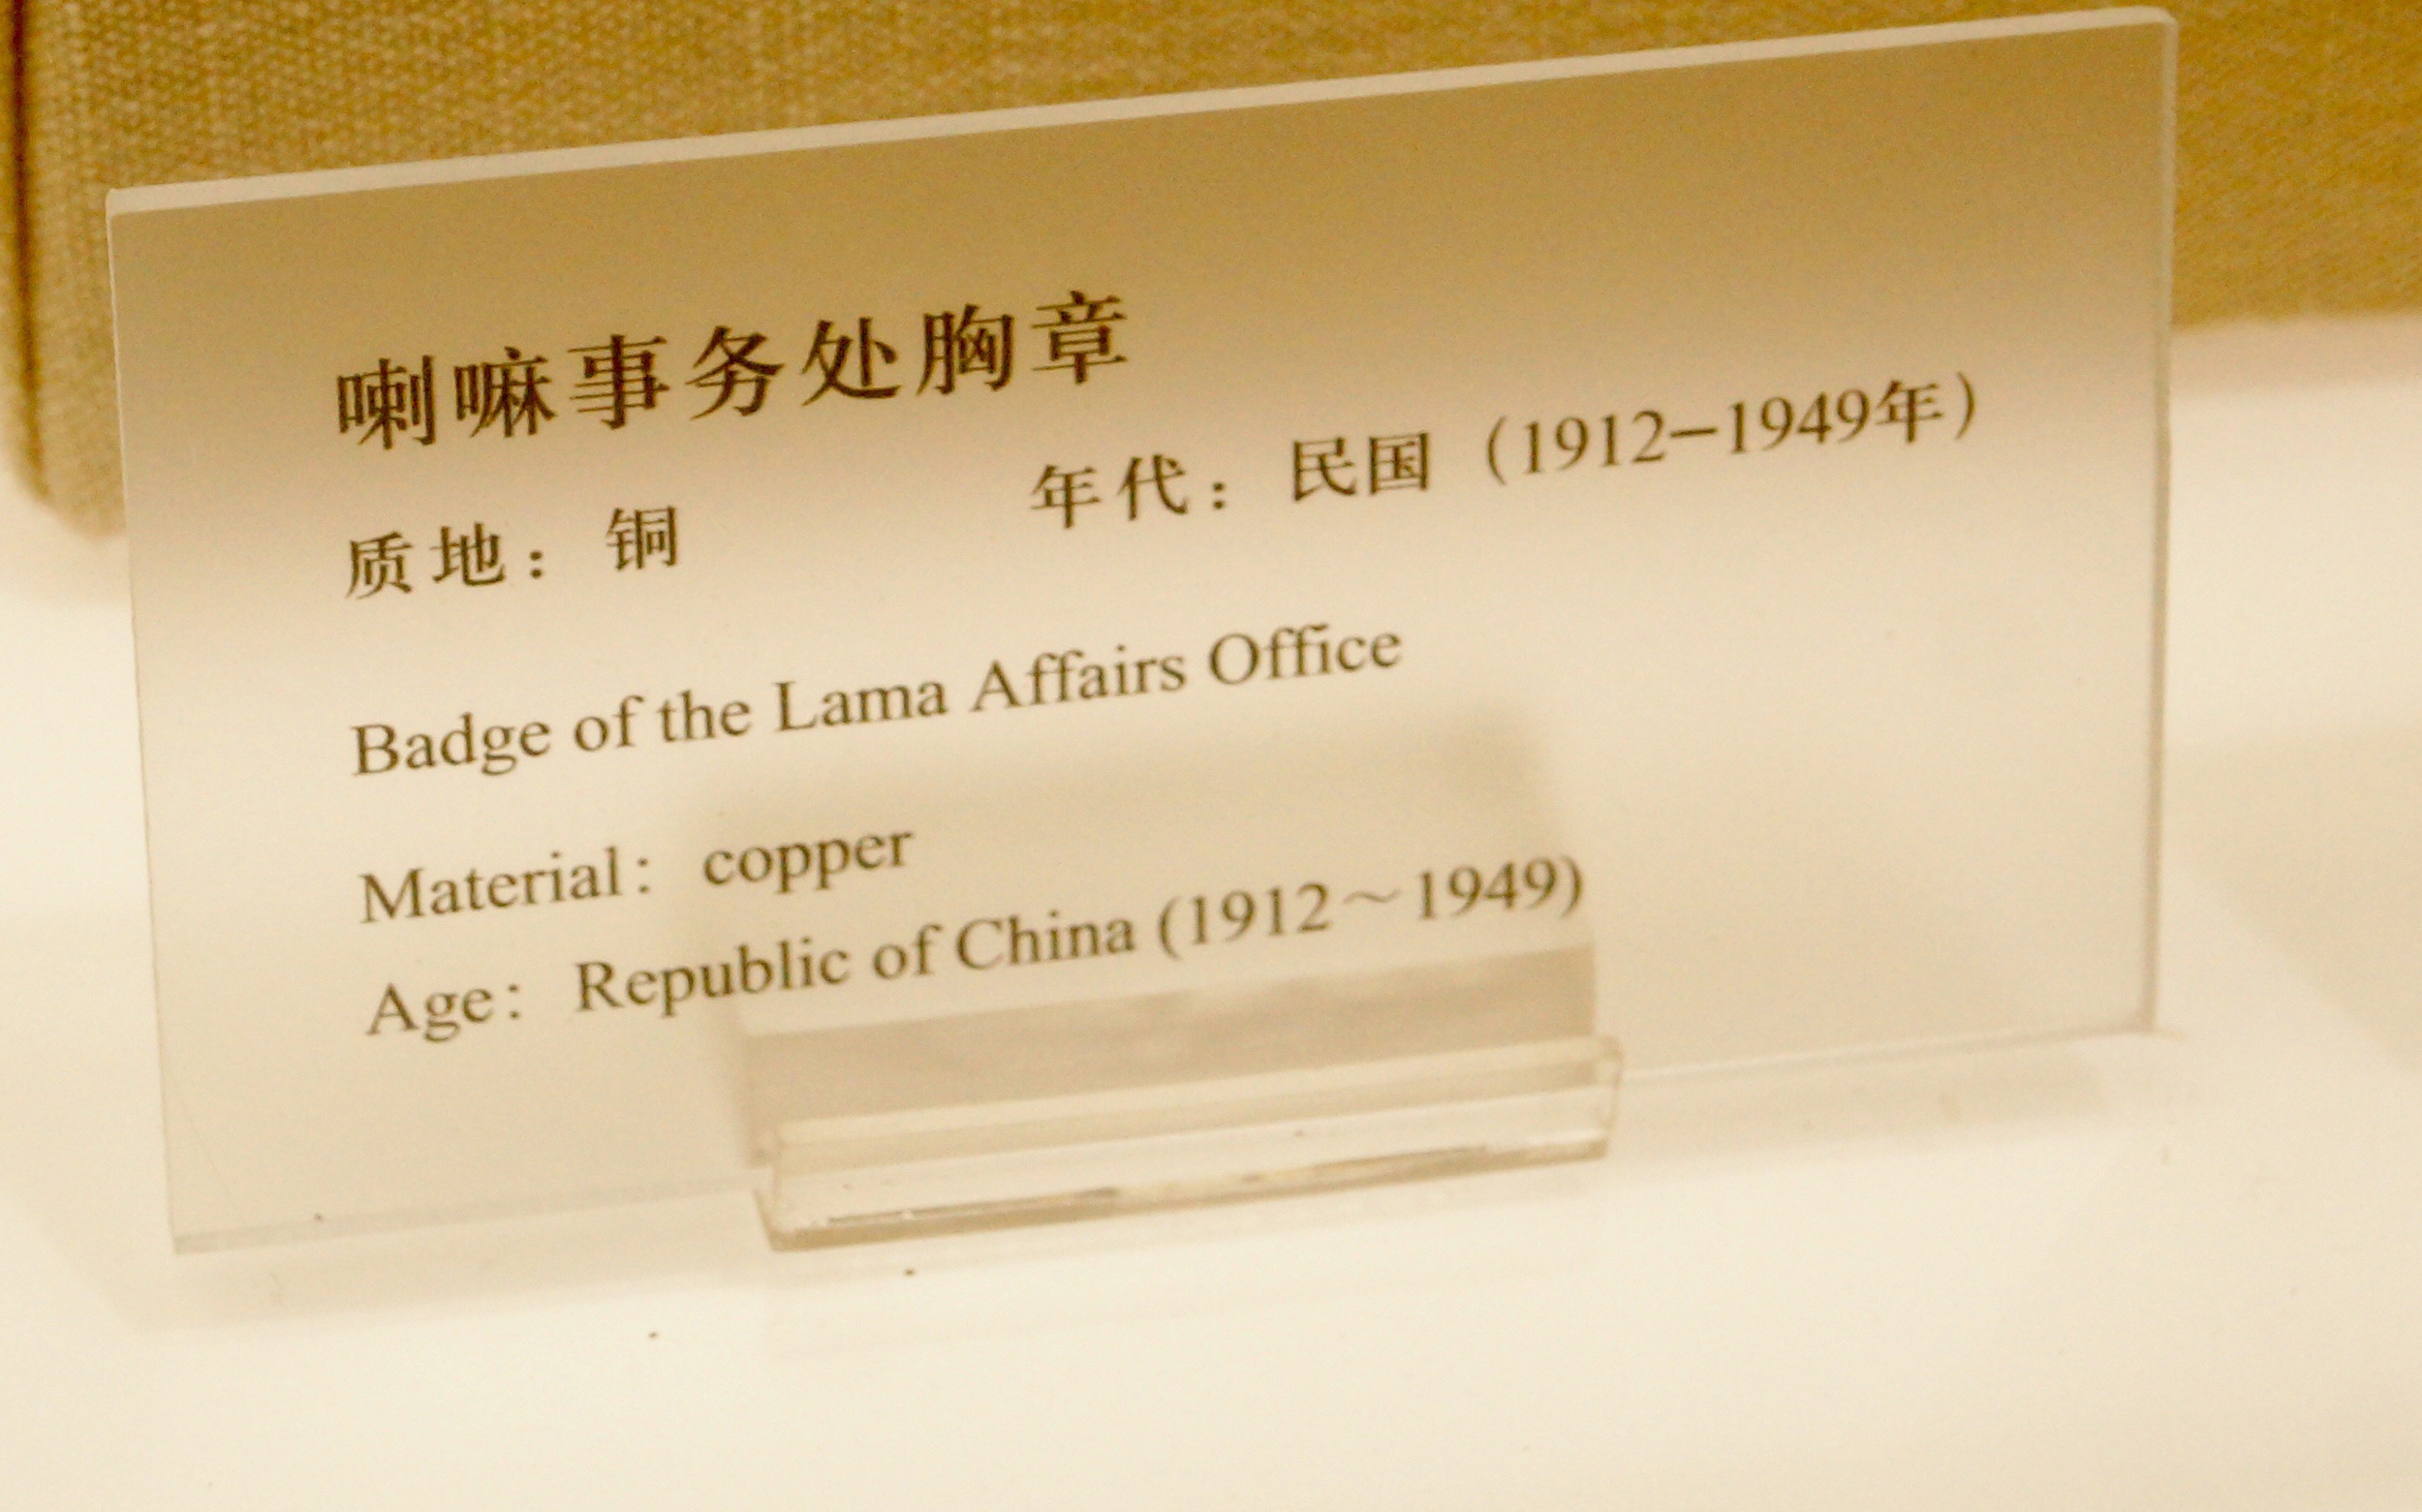 喇嘛事务处胸章
质地：铜 年代：民国（1912-1949年）
Badge of the Lama Affairs Office
Material: copper
Age: Republic of China (1912～1949)